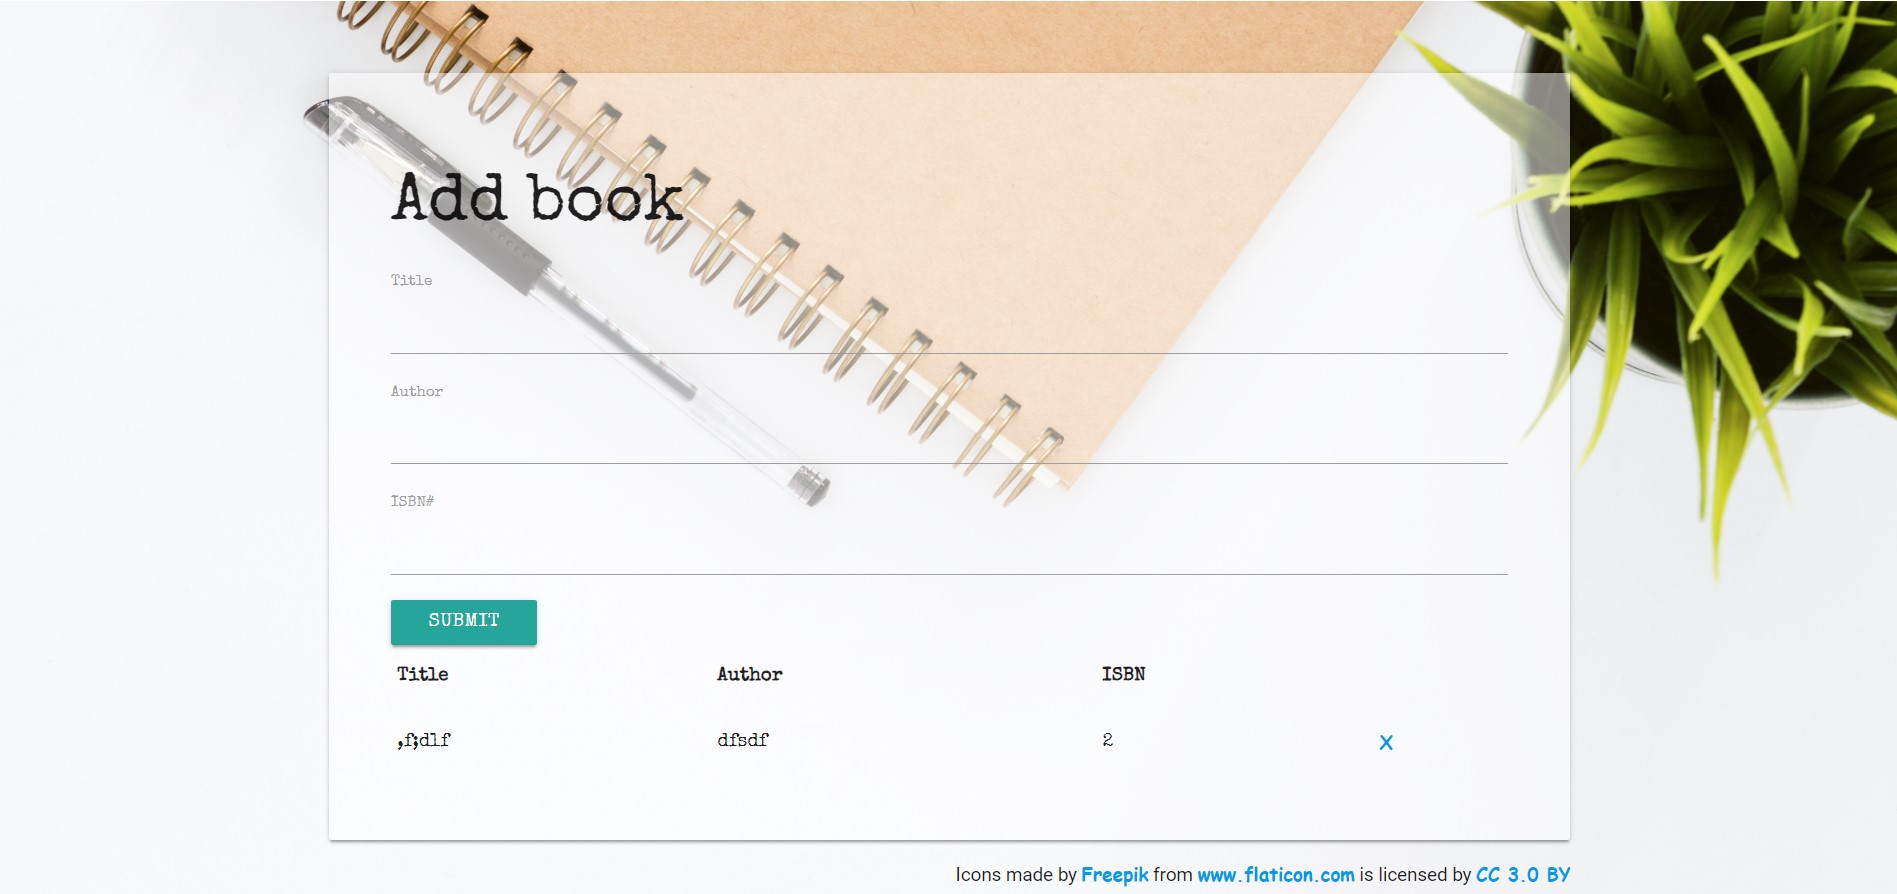 Add book
Title
Author
ISBN#
SUBMIT
Title Author ISBN
,f;dlf dfsdf 2 X
Icons made by Freepik from www.flaticon.com is licensed by CC 3.0 BY